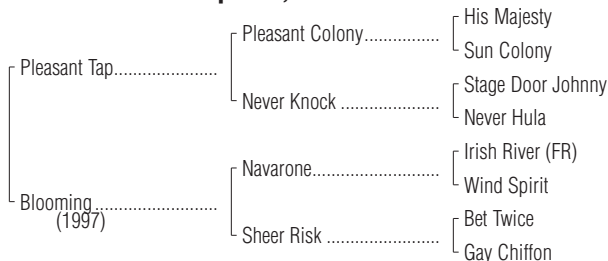 His Majesty
Pleasant Colony................
Sun Colony
Pleasant Tap.....................
Stage Door Johnny
Never Knock ....................
Never Hula
Irish River (FR)
Navarone.........................
Wind Spirit
Blooming.........................
(1997)
Bet Twice
Sheer Risk .......................
Gay Chiffon